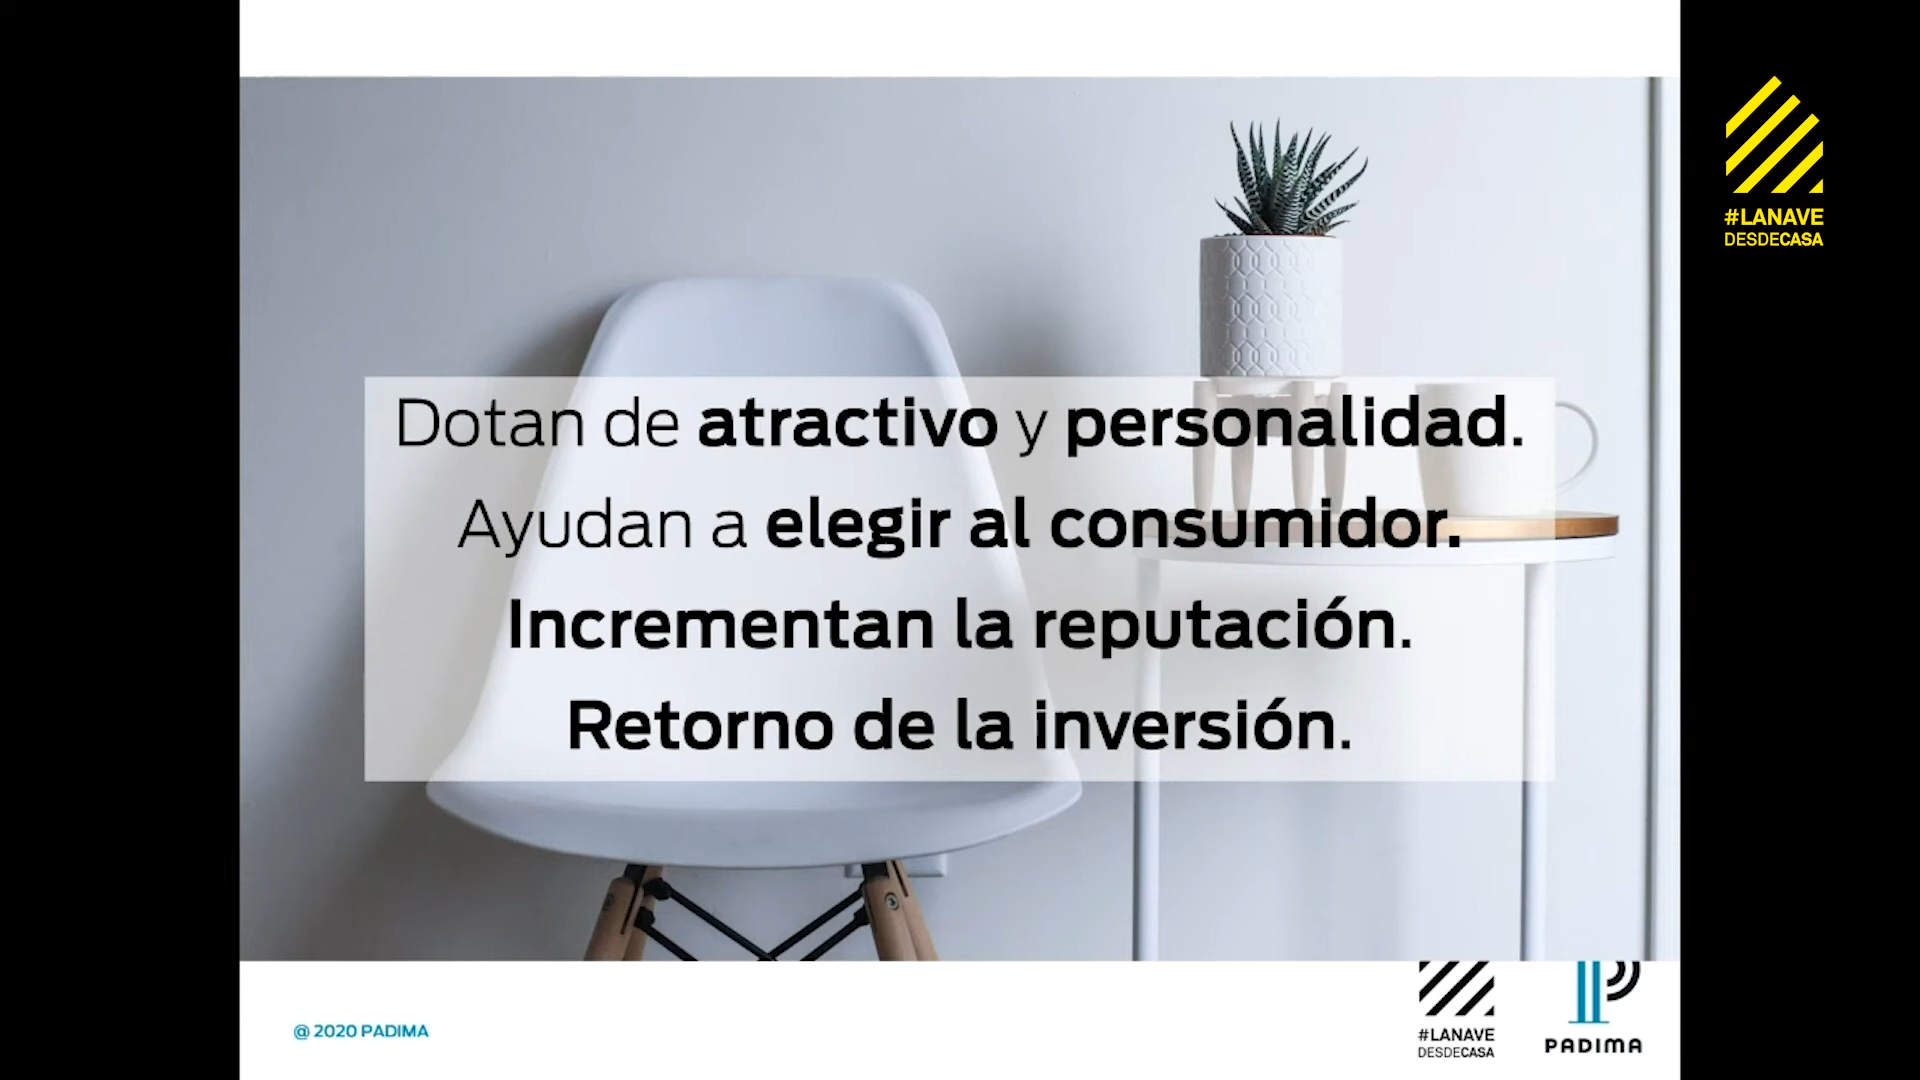 #LANAVE
DESDECASA
Dotan de atractivo y personalidad.
Ayudan a elegir al consumidor.
Incrementan la reputación.
Retorno de la inversión.
@ 2020 PADIMA
#LANAVE
DESDECASA
PADIMA